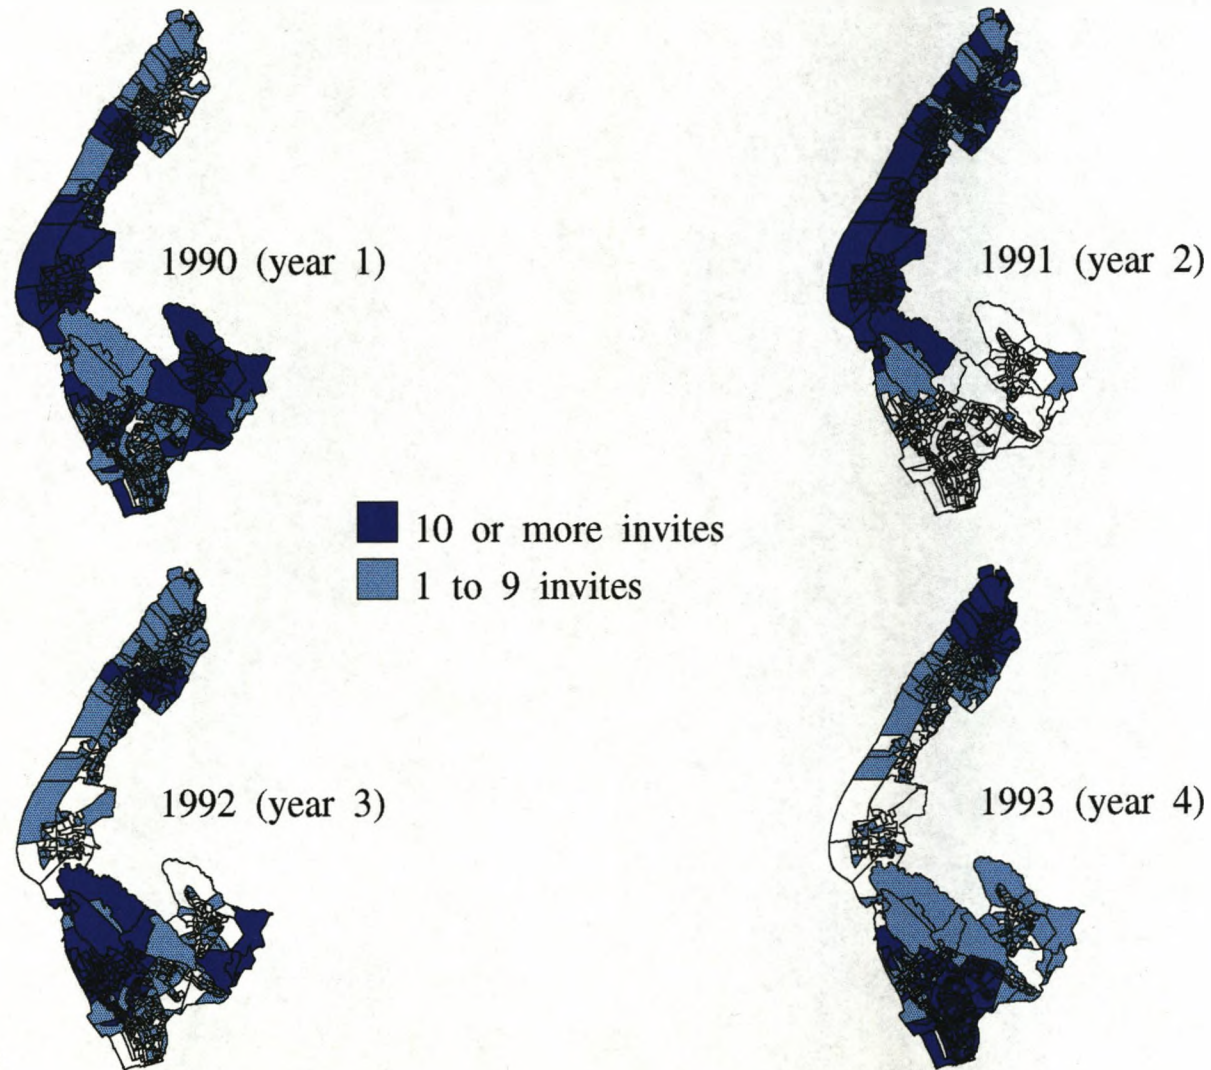 1990 (year 1)
1991 (year 2)
10 or more invites
1 to 9 invites
1992 (year 3)
1993 (year 4)